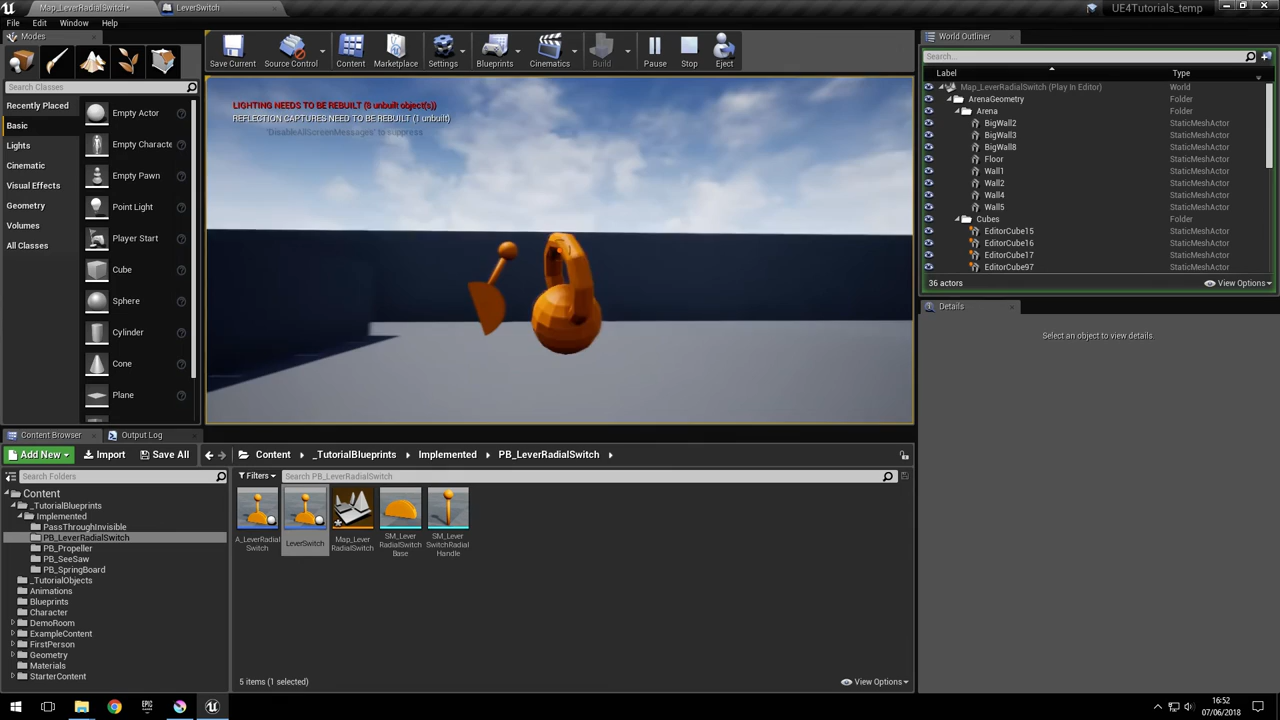 Map_LeverRadialSwitch*
LeverSwitch
UE4Tutorials_temp
File Edit Window Help
Modes
Search Classes
Recently Placed
Basic
Lights
Cinematic
Visual Effects
Geometry
Volumes
All Classes
Empty Actor
Empty Characte
Empty Pawn
Point Light
Player Start
Cube
Sphere
Cylinder
Cone
Plane
Save Current
Source Control
Content
Marketplace
Settings
Blueprints
Cinematics
Build
Pause
Stop
Eject
LIGHTING NEEDS TO BE REBUILT (8 unbuilt object(s))
REFLECTION CAPTURES NEED TO BE REBUILT (1 unbuilt)
'DisableAllScreenMessages' to suppress
World Outliner
Search...
Label Type
Map_LeverRadialSwitch (Play In Editor) World
ArenaGeometry Folder
Arena Folder
BigWall2 StaticMeshActor
BigWall3 StaticMeshActor
BigWall8 StaticMeshActor
Floor StaticMeshActor
Wall1 StaticMeshActor
Wall2 StaticMeshActor
Wall4 StaticMeshActor
Wall5 StaticMeshActor
Cubes Folder
EditorCube15 StaticMeshActor
EditorCube16 StaticMeshActor
EditorCube17 StaticMeshActor
EditorCube97 StaticMeshActor
36 actors
View Options
Details
Select an object to view details.
Content Browser
Output Log
Add New
Import
Save All
Content
_TutorialBlueprints
Implemented
PB_LeverRadialSwitch
Search Folders
Filters
Search PB_LeverRadialSwitch
Content
_TutorialBlueprints
Implemented
PassThroughInvisible
PB_LeverRadialSwitch
PB_Propeller
PB_SeeSaw
PB_SpringBoard
_TutorialObjects
Animations
Blueprints
Character
DemoRoom
ExampleContent
FirstPerson
Geometry
Materials
StarterContent
A_LeverRadial
Switch
LeverSwitch
Map_Lever
RadialSwitch
SM_Lever
RadialSwitch
Base
SM_Lever
SwitchRadial
Handle
5 items (1 selected)
View Options
EPIC
16:52
07/06/2018